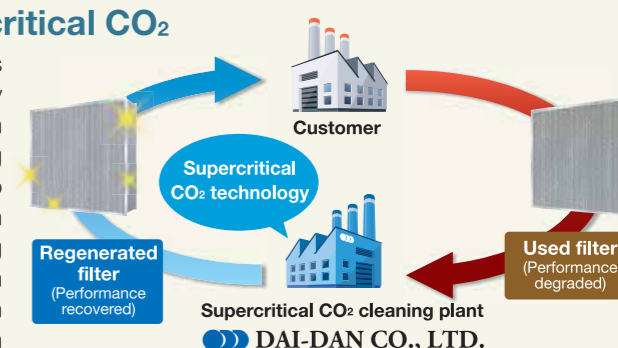 critical CO2
Customer
Supercritical
CO2 technology
Regenerated
filter
(Performance
recovered)
Used filter
(Performance
degraded)
Supercritical CO2 cleaning plant
DAI-DAN CO., LTD.